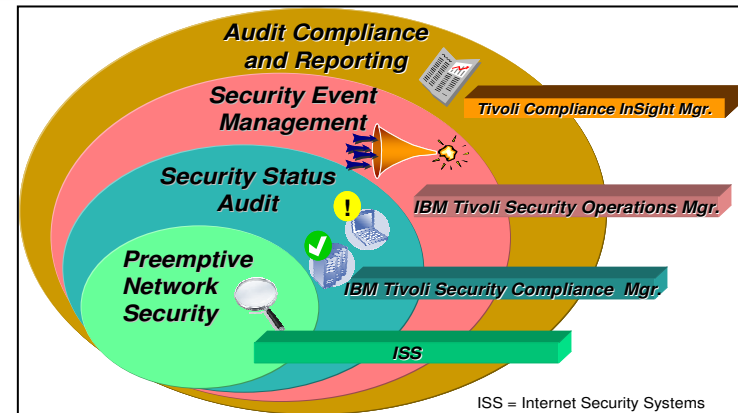 Audit Compliance
and Reporting
Tivoli Compliance InSight Mgr.
Security Event
Management
IBM Tivoli Security Operations Mgr.
Security Status
Audit
!
IBM Tivoli Security Compliance Mgr.
Preemptive
Network
Security
ISS
ISS = Internet Security Systems